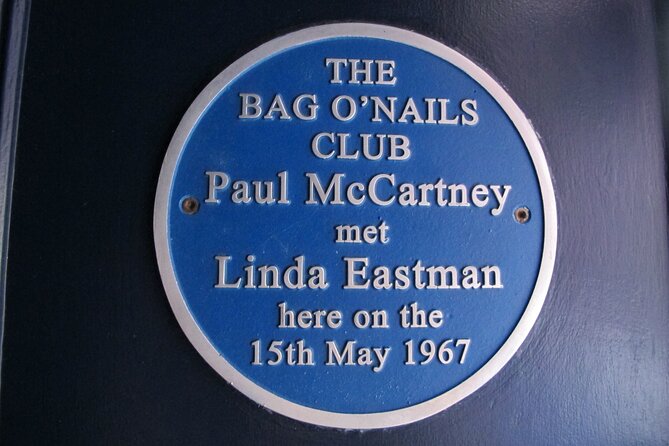 THE
BAG O'NAILS
CLUB
Paul McCartney
met
Linda Eastman
here on the
15th May 1967